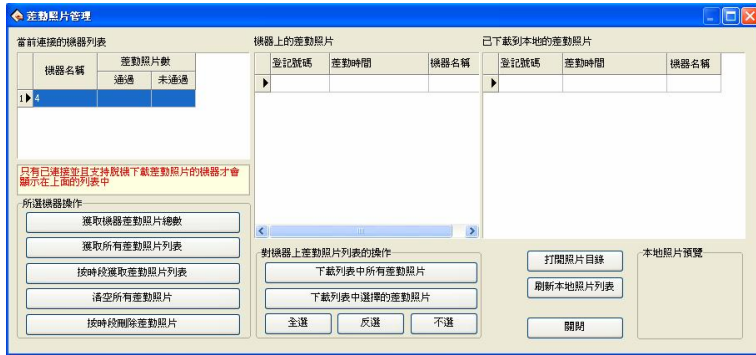 差勤照片管理
當前連接的機器列表
機器名稱
差勤照片數
通過
未通過
1
4
只有已連接並且支持脫機下載差勤照片的機器才會
顯示在上面的列表中
所選機器操作
獲取機器差勤照片總數
獲取所有差勤照片列表
按時段獲取差勤照片列表
清空所有差勤照片
按時段刪除差勤照片
機器上的差勤照片
登記號碼
差勤時間
機器名稱
對機器上差勤照片列表的操作
下載列表中所有差勤照片
下載列表中選擇的差勤照片
全選
反選
不選
已下載到本地的差勤照片
登記號碼
差勤時間
機器名稱
打開照片目錄
刷新本地照片列表
關閉
本地照片預覽